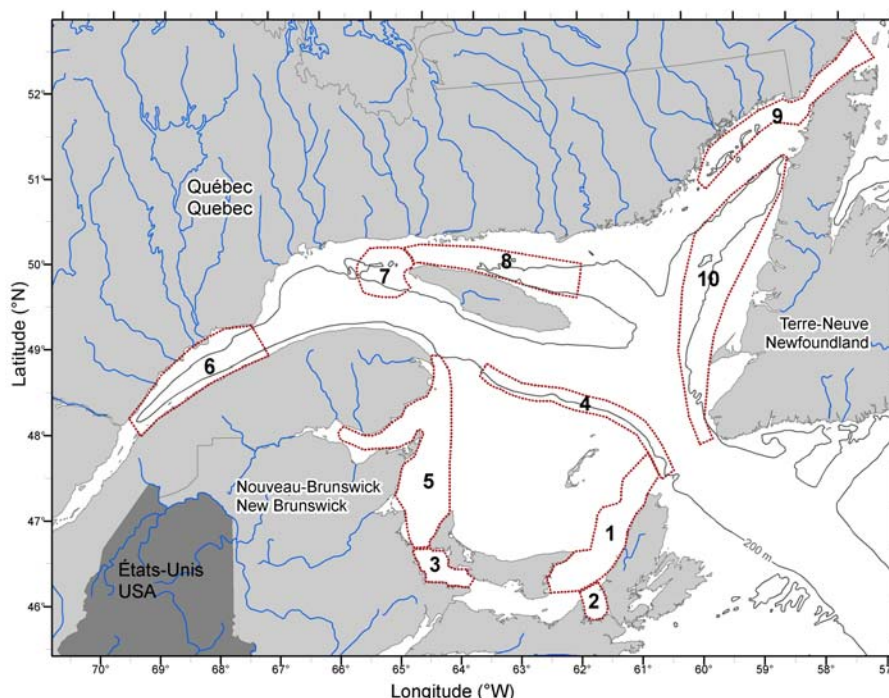 52°
51°
50°
49°
48°
47°
46°
Latitude (°N)
Québec
Quebec
Terre-Neuve
Newfoundland
Nouveau-Brunswick
New Brunswick
États-Unis
USA
200 m
9
8
7
10
6
4
5
1
3
2
70°
69°
68°
67°
66°
65°
64°
63°
62°
61°
60°
59°
58°
57°
Longitude (°W)